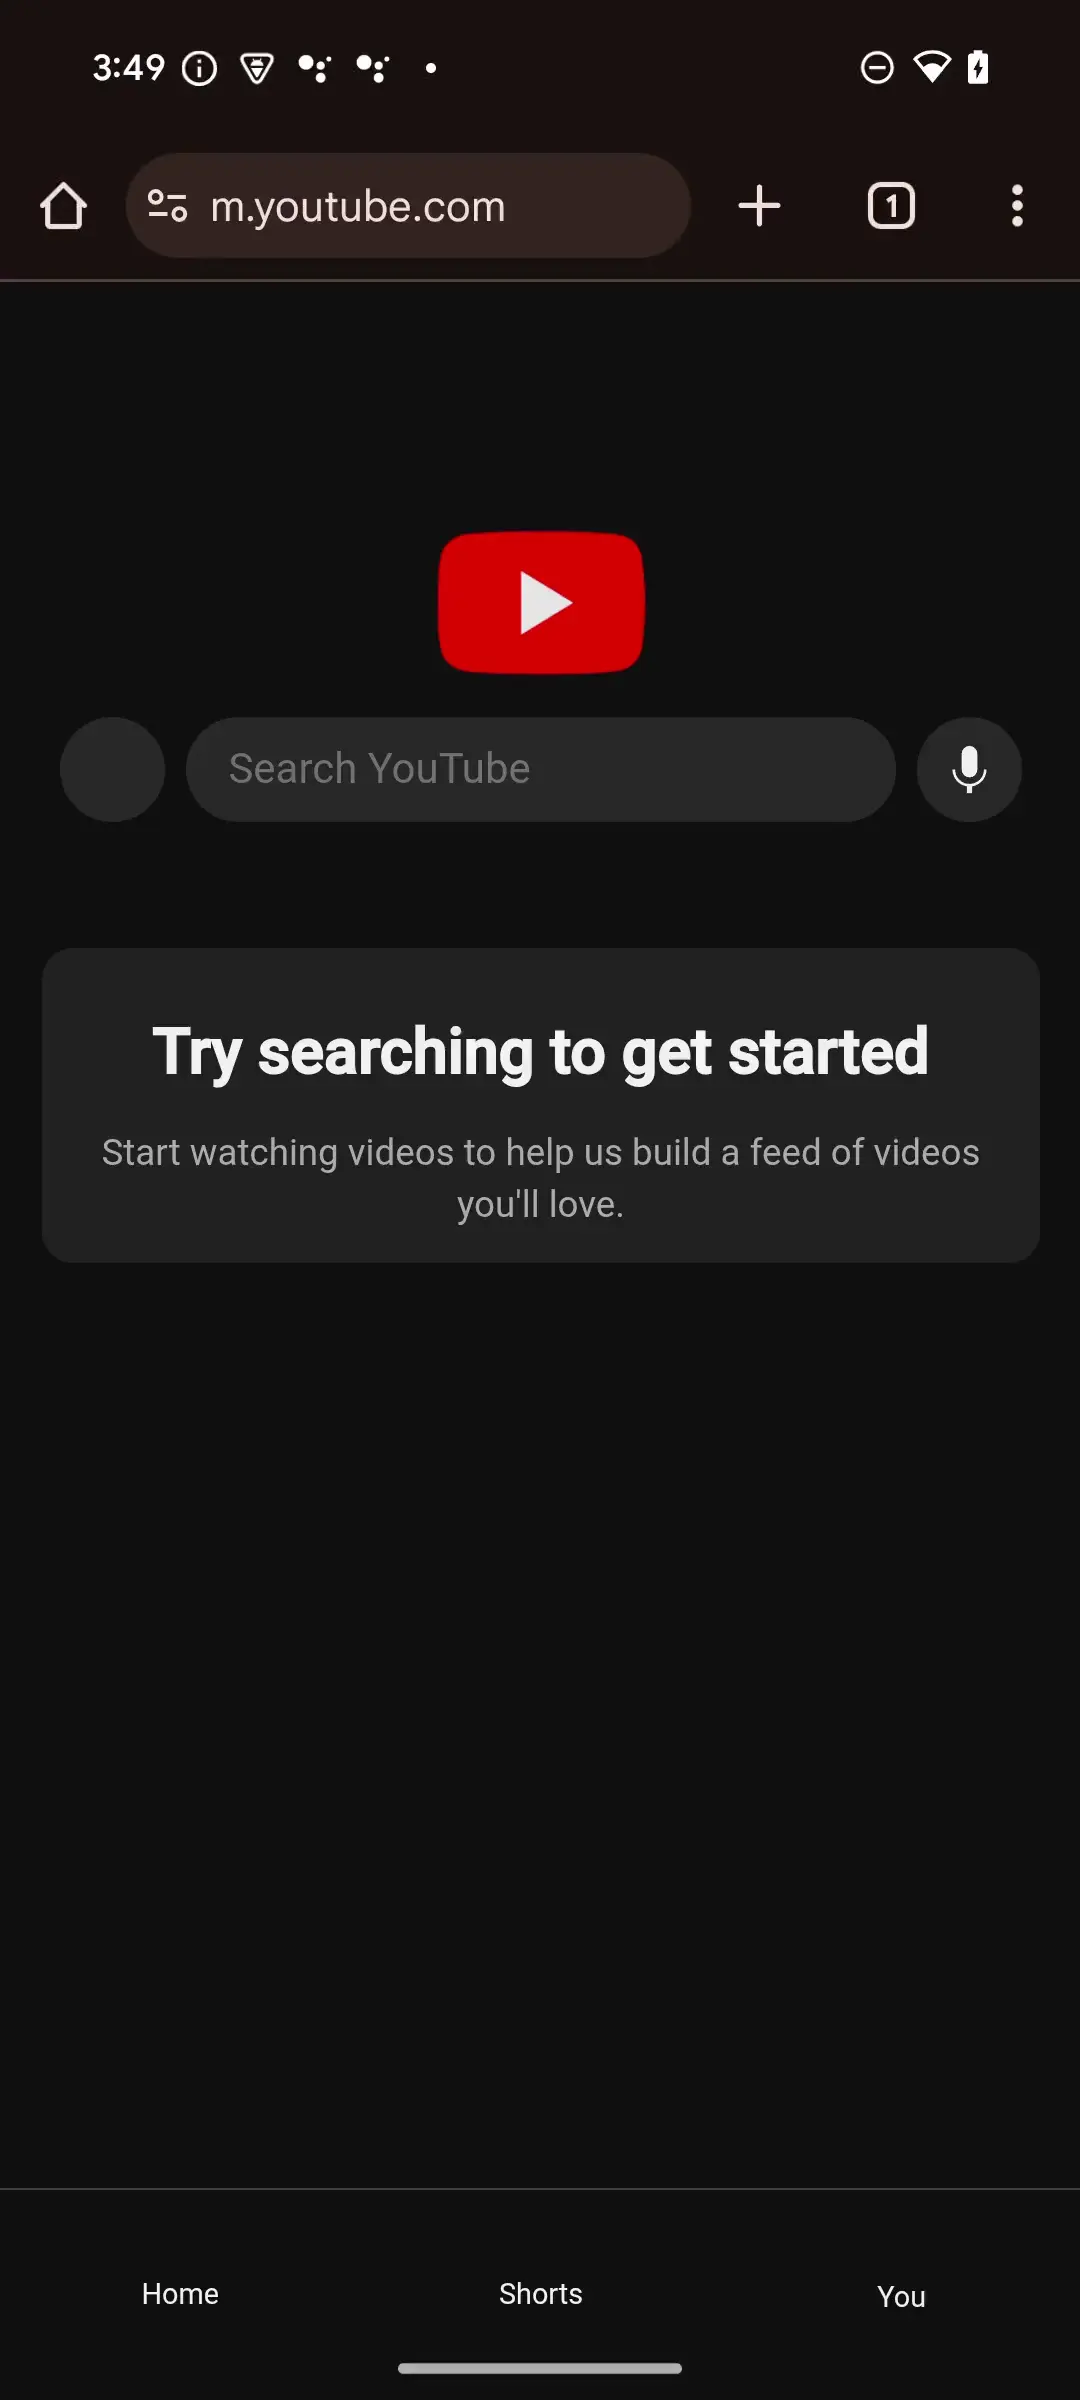 3:49
m.youtube.com
1
Search YouTube
Try searching to get started
Start watching videos to help us build a feed of videos
you'll love.
Home
Shorts
You